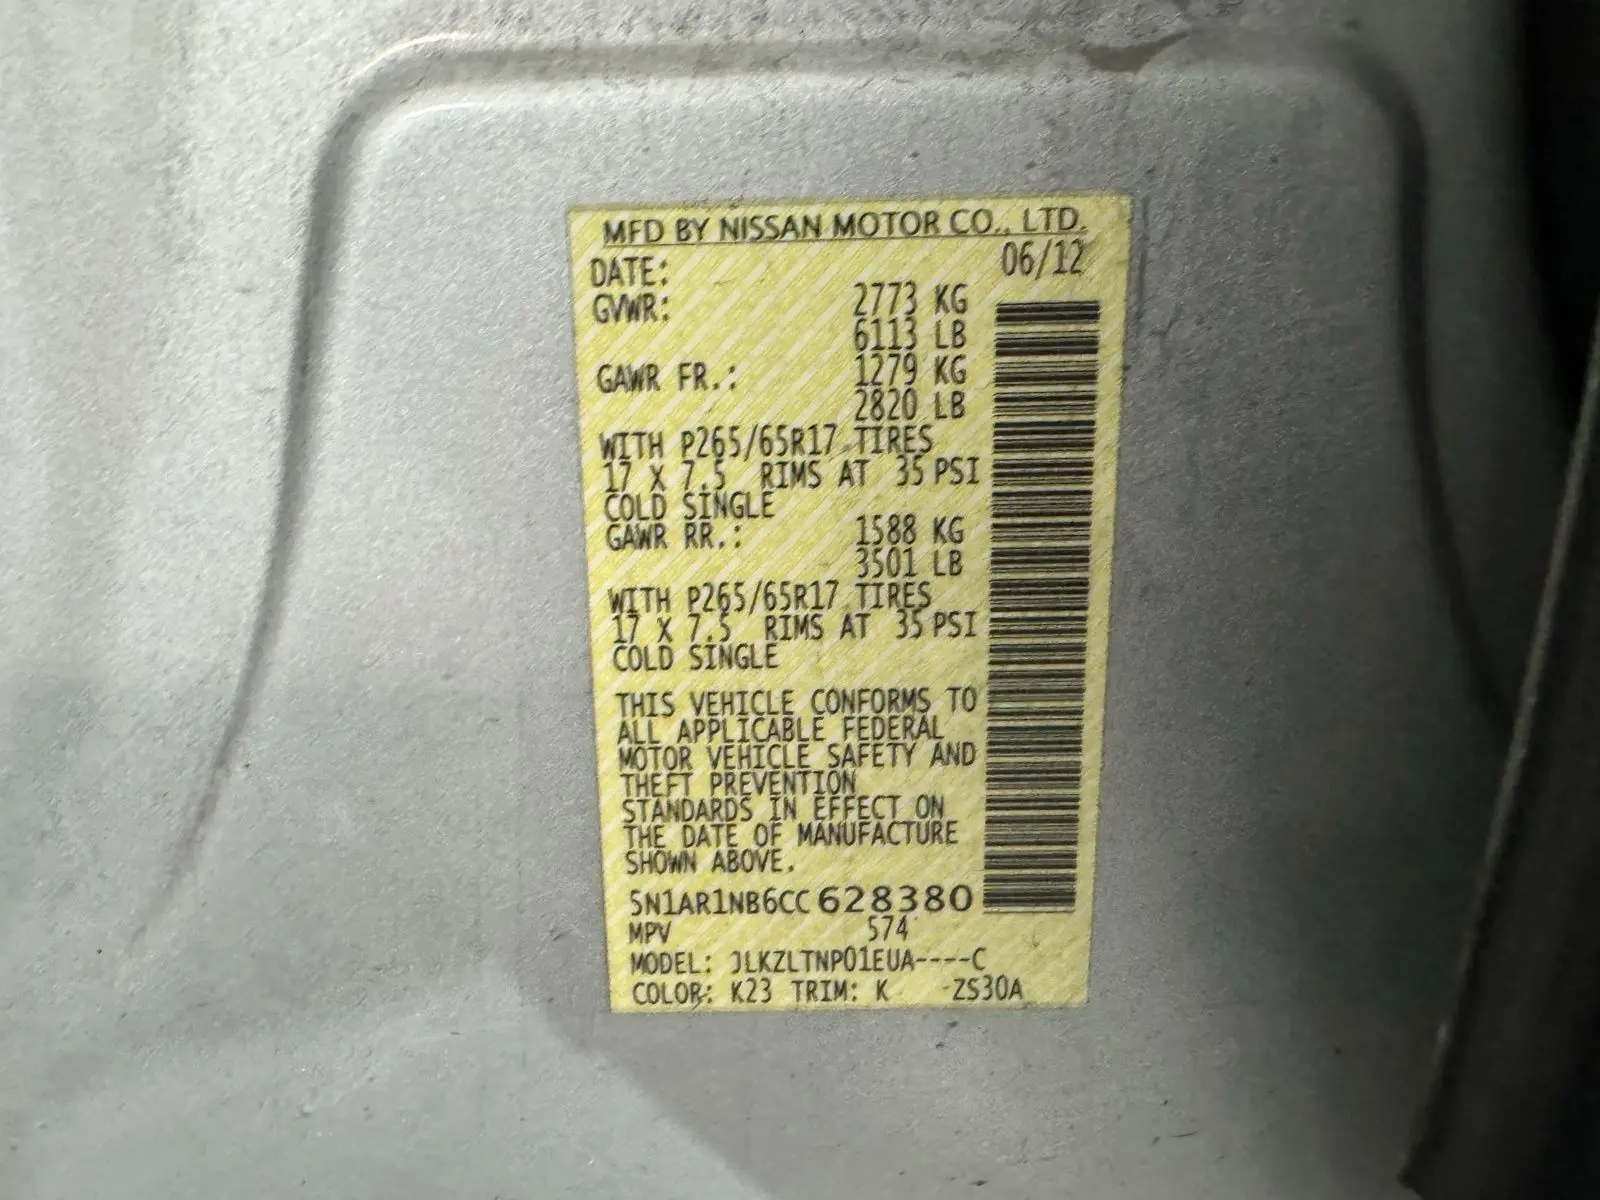 MFD BY NISSAN MOTOR CO., LTD.
DATE: 06/12
GVWR: 2773 KG
6113 LB
GAWR FR.: 1279 KG
2820 LB
WITH P265/65R17 TIRES
17 X 7.5 RIMS AT 35 PSI
COLD SINGLE
GAWR RR.: 1588 KG
3501 LB
WITH P265/65R17 TIRES
17 X 7.5 RIMS AT 35 PSI
COLD SINGLE
THIS VEHICLE CONFORMS TO
ALL APPLICABLE FEDERAL
MOTOR VEHICLE SAFETY AND
THEFT PREVENTION
STANDARDS IN EFFECT ON
THE DATE OF MANUFACTURE
SHOWN ABOVE.
5N1AR1NB6CC628380
MPV 574
MODEL: JLKZLTNP01EUA----C
COLOR: K23 TRIM: K -ZS30A